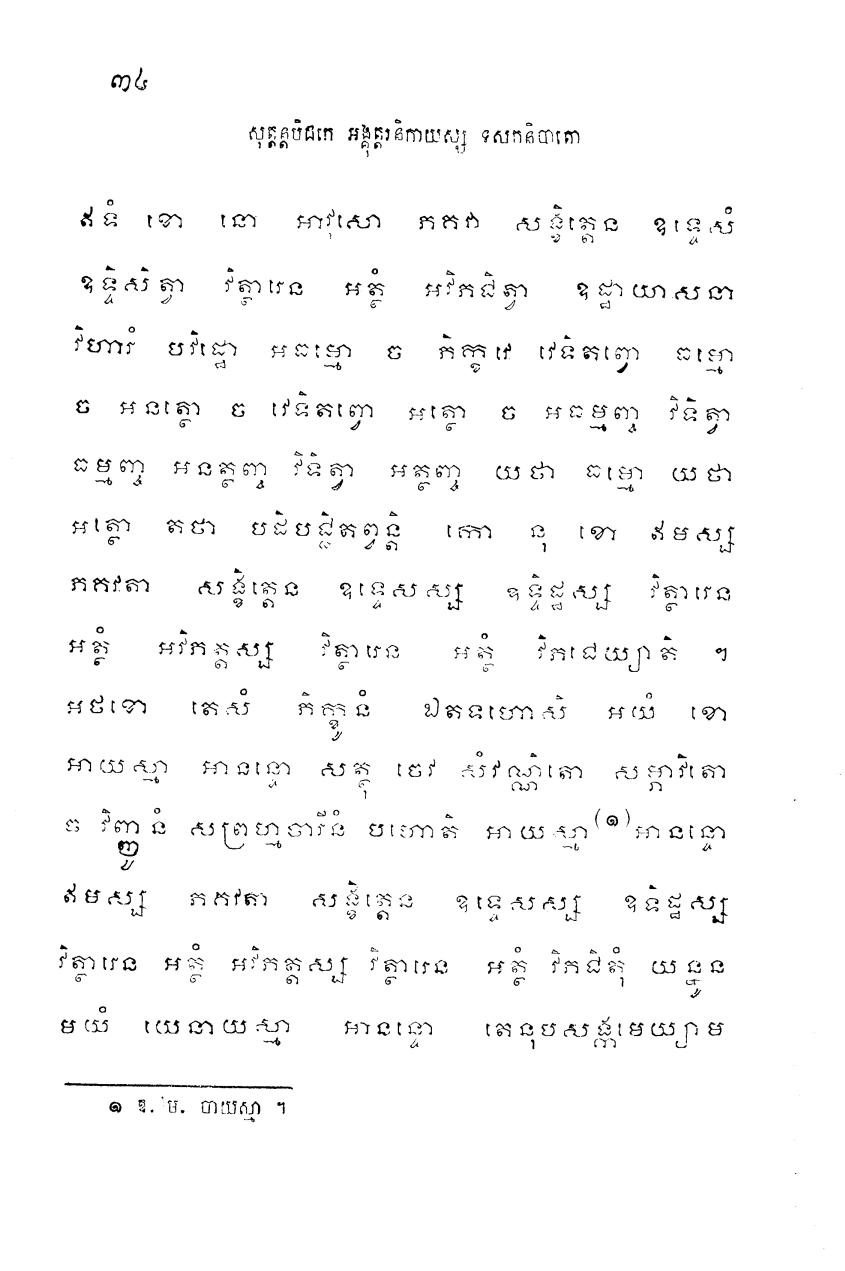 ៣៤
សុត្តន្តបិដកេ អង្គុត្តរនិកាយស្ស ទសកនិបាតោ
ឥទំ ខោ នោ អាវុសោ ភគវា សង្ខិត្តេន ឧទ្ទេសំ
ឧទ្ទិសិត្វា វិត្ថារេន អត្ថំ អវិភជិត្វា ឧដ្ឋាយាសនា
វិហារំ បវិដ្ឋោ អធម្មោ ច ភិក្ខវេ វេទិតព្វោ ធម្មោ
ច អនត្ថោ ច វេទិតព្វោ អត្ថោ ច អធម្មញ្ច វិទិត្វា
ធម្មញ្ច អនត្ថញ្ច វិទិត្វា អត្ថញ្ច យថា ធម្មោ យថា
អត្ថោ តថា បដិបជ្ជិតព្វន្តិ កោ នុ ខោ ឥមស្ស
ភគវតា សង្ខិត្តេន ឧទ្ទេសស្ស ឧទ្ទិដ្ឋស្ស វិត្ថារេន
អត្ថំ អវិភត្តស្ស វិត្ថារេន អត្ថំ វិភជេយ្យាតិ ។
អថខោ តេសំ ភិក្ខូនំ ឯតទហោសិ អយំ ខោ
អាយស្មា អានន្ទោ សត្ថុ ចេវ សំវណ្ណិតោ សម្ភាវិតោ
ច វិញ្ញូនំ សព្រហ្មចារីនំ បហោតិ អាយស្មា(១) អានន្ទោ
ឥមស្ស ភគវតា សង្ខិត្តេន ឧទ្ទេសស្ស ឧទិដ្ឋស្ស
វិត្ថារេន អត្ថំ អវិភត្តស្ស វិត្ថារេន អត្ថំ វិភជិតុំ យន្នូន
មយំ យេនាយស្មា អានន្ទោ តេនុបសង្កមេយ្យាម
១ ឱ. ម. បាយស្មា ។